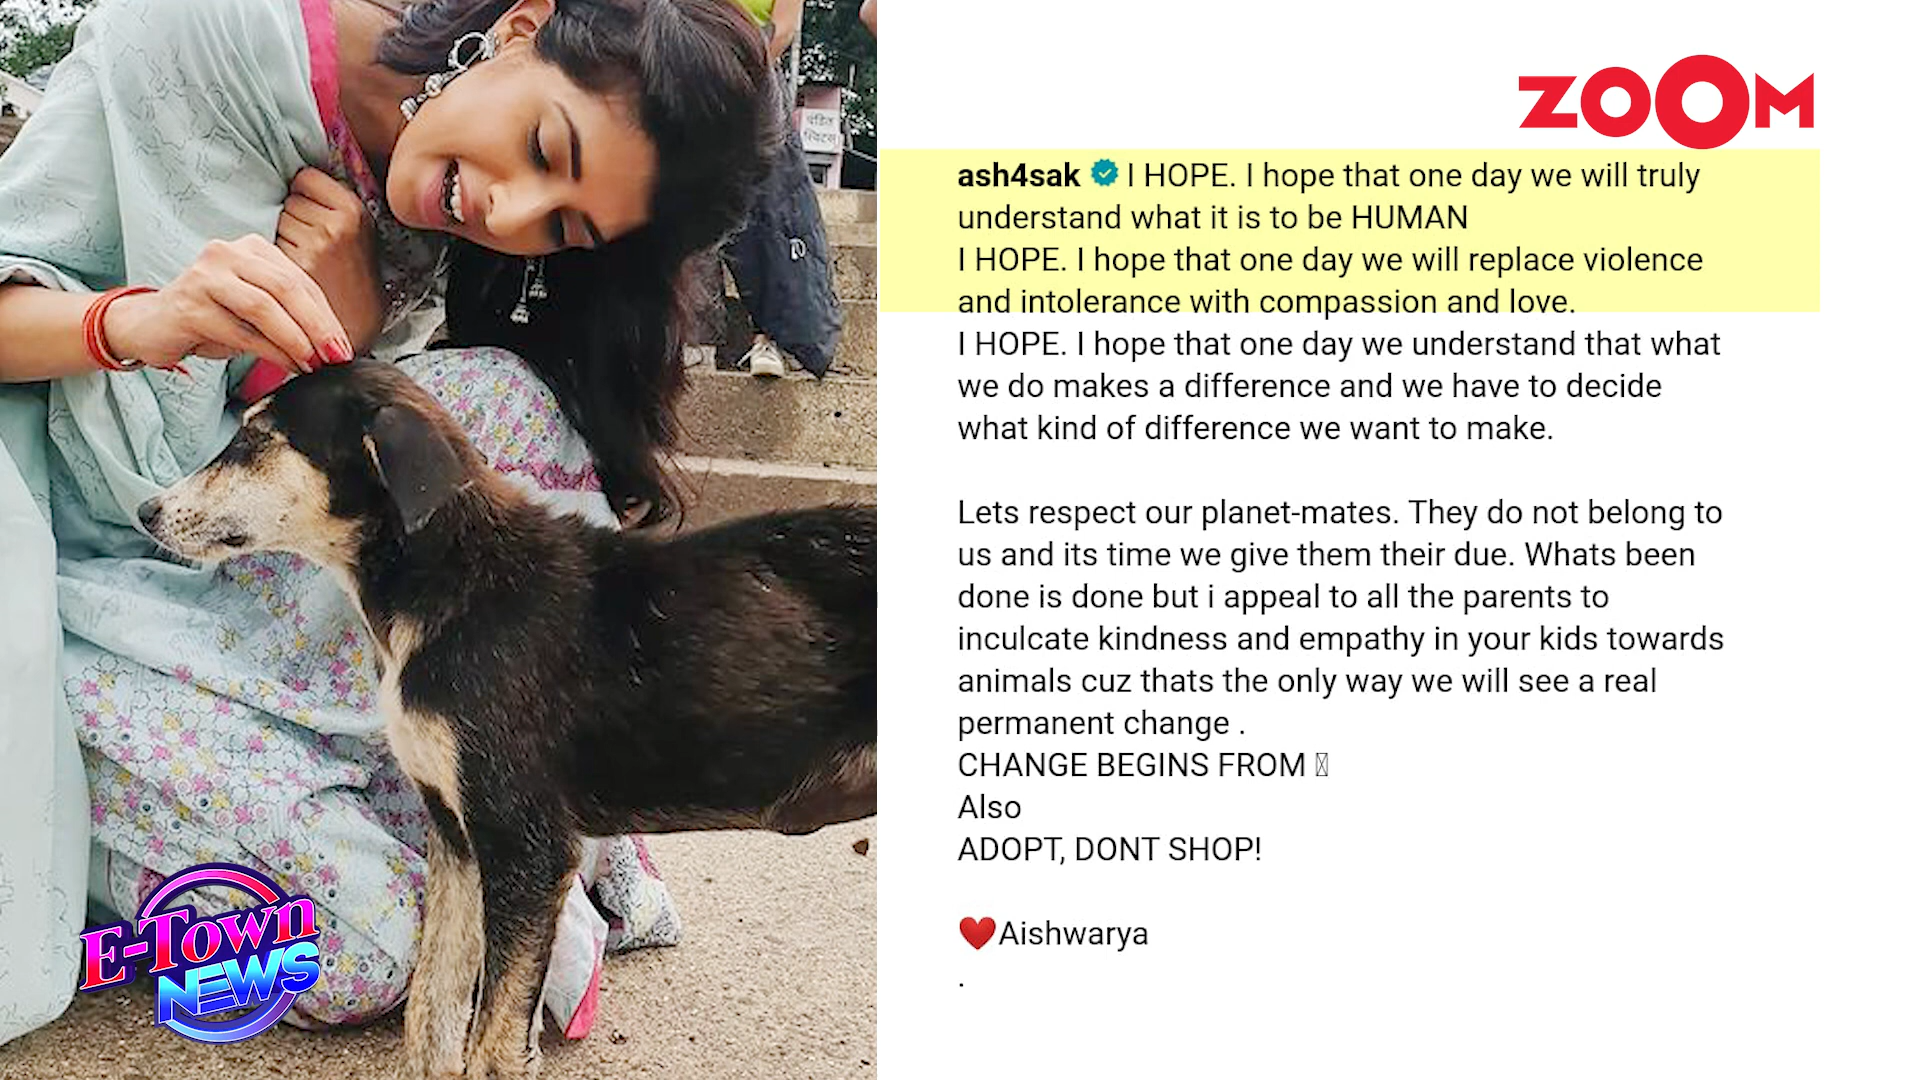 ZOOM
पंडित
स्विटस्
ash4sak I HOPE. I hope that one day we will truly
understand what it is to be HUMAN
I HOPE. I hope that one day we will replace violence
and intolerance with compassion and love.
I HOPE. I hope that one day we understand that what
we do makes a difference and we have to decide
what kind of difference we want to make.
Lets respect our planet-mates. They do not belong to
us and its time we give them their due. Whats been
done is done but i appeal to all the parents to
inculcate kindness and empathy in your kids towards
animals cuz thats the only way we will see a real
permanent change .
CHANGE BEGINS FROM
Also
ADOPT, DONT SHOP!
❤️Aishwarya
.
E-Town
NEWS